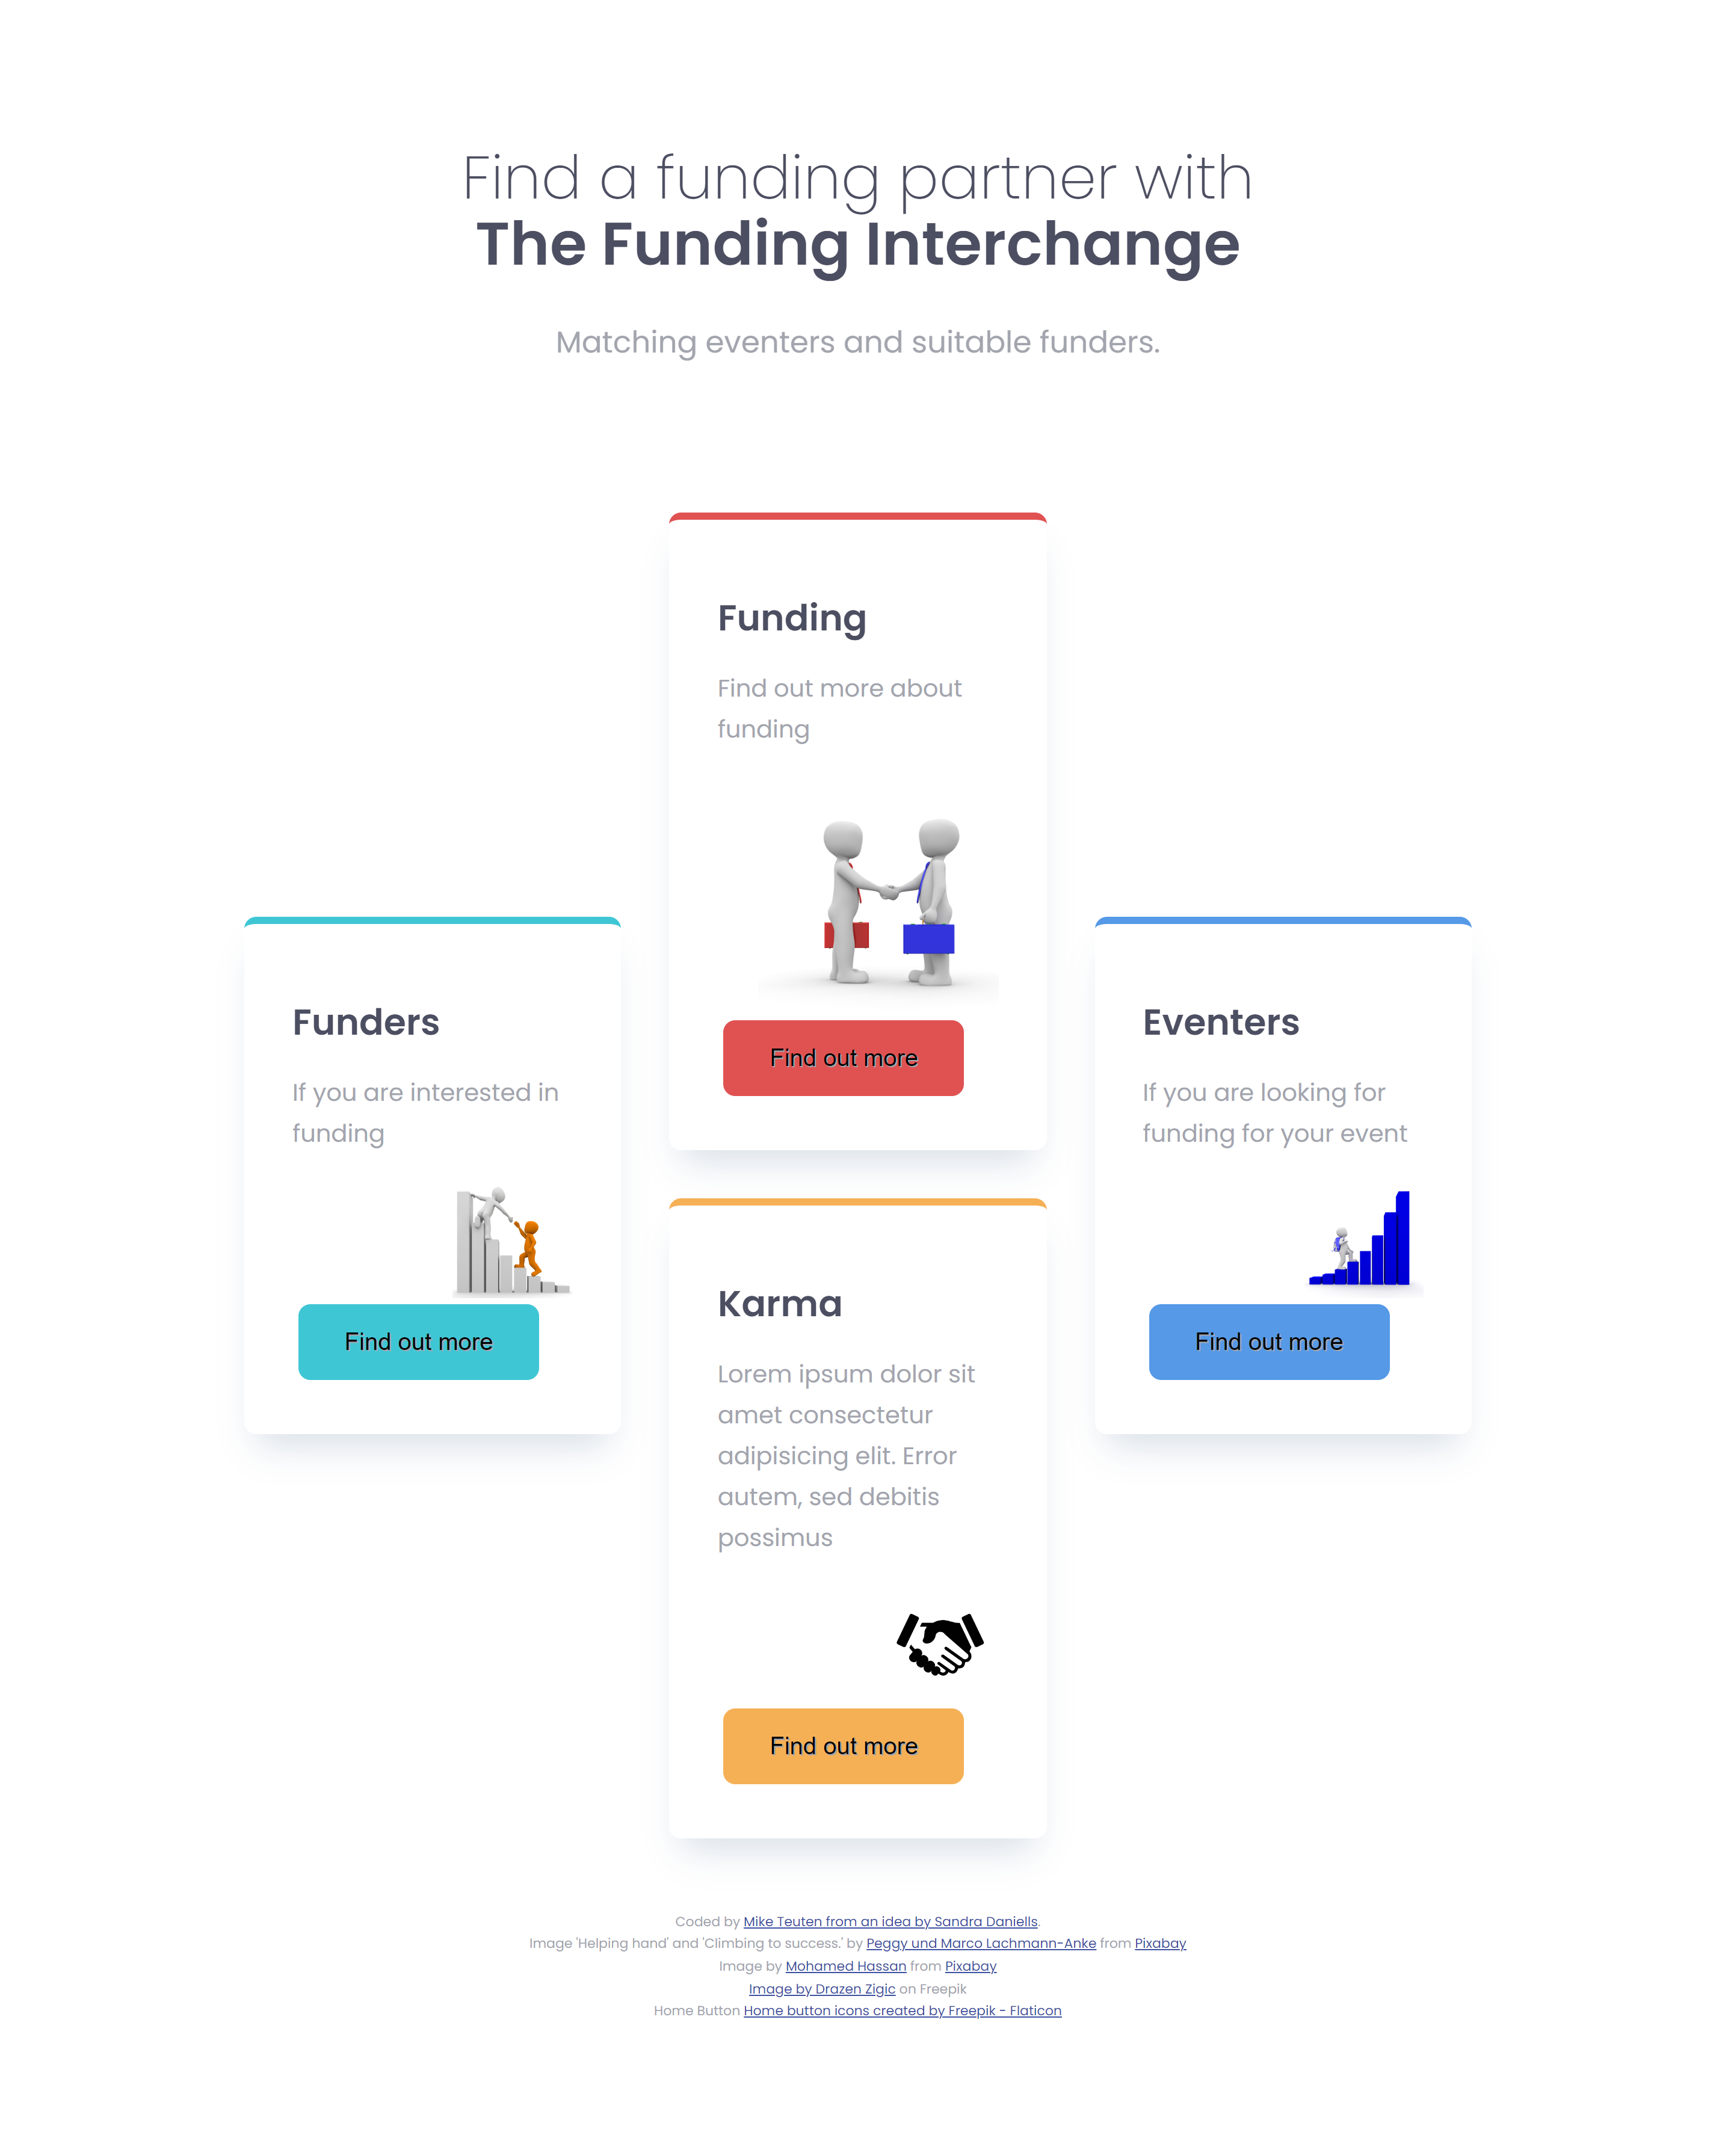 Find a funding partner with
The Funding Interchange
Matching eventers and suitable funders.
Funding
Find out more about
funding
Find out more
Funders
If you are interested in
funding
Find out more
Eventers
If you are looking for
funding for your event
Find out more
Karma
Lorem ipsum dolor sit
amet consectetur
adipisicing elit. Error
autem, sed debitis
possimus
Find out more
Coded by Mike Teuten from an idea by Sandra Daniells.
Image 'Helping hand' and 'Climbing to success.' by Peggy und Marco Lachmann-Anke from Pixabay
Image by Mohamed Hassan from Pixabay
Image by Drazen Zigic on Freepik
Home Button Home button icons created by Freepik - Flaticon